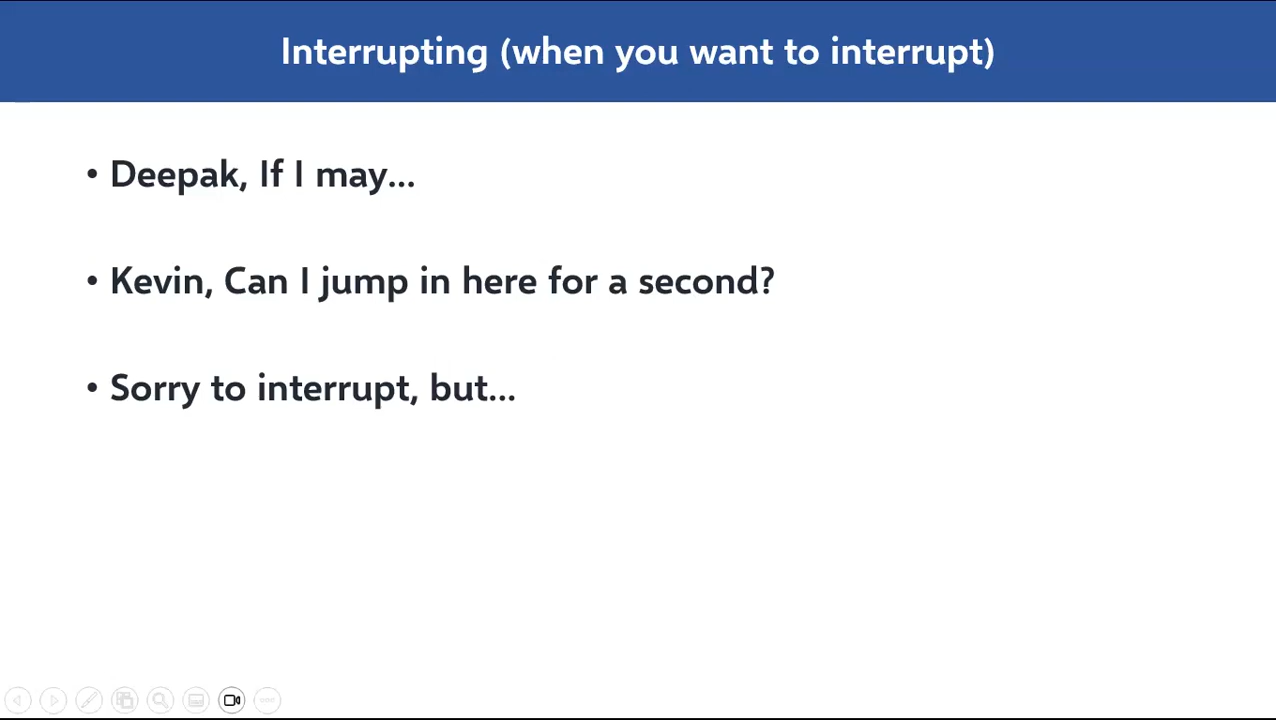 Interrupting (when you want to interrupt)
• Deepak, If I may...
• Kevin, Can I jump in here for a second?
• Sorry to interrupt, but...